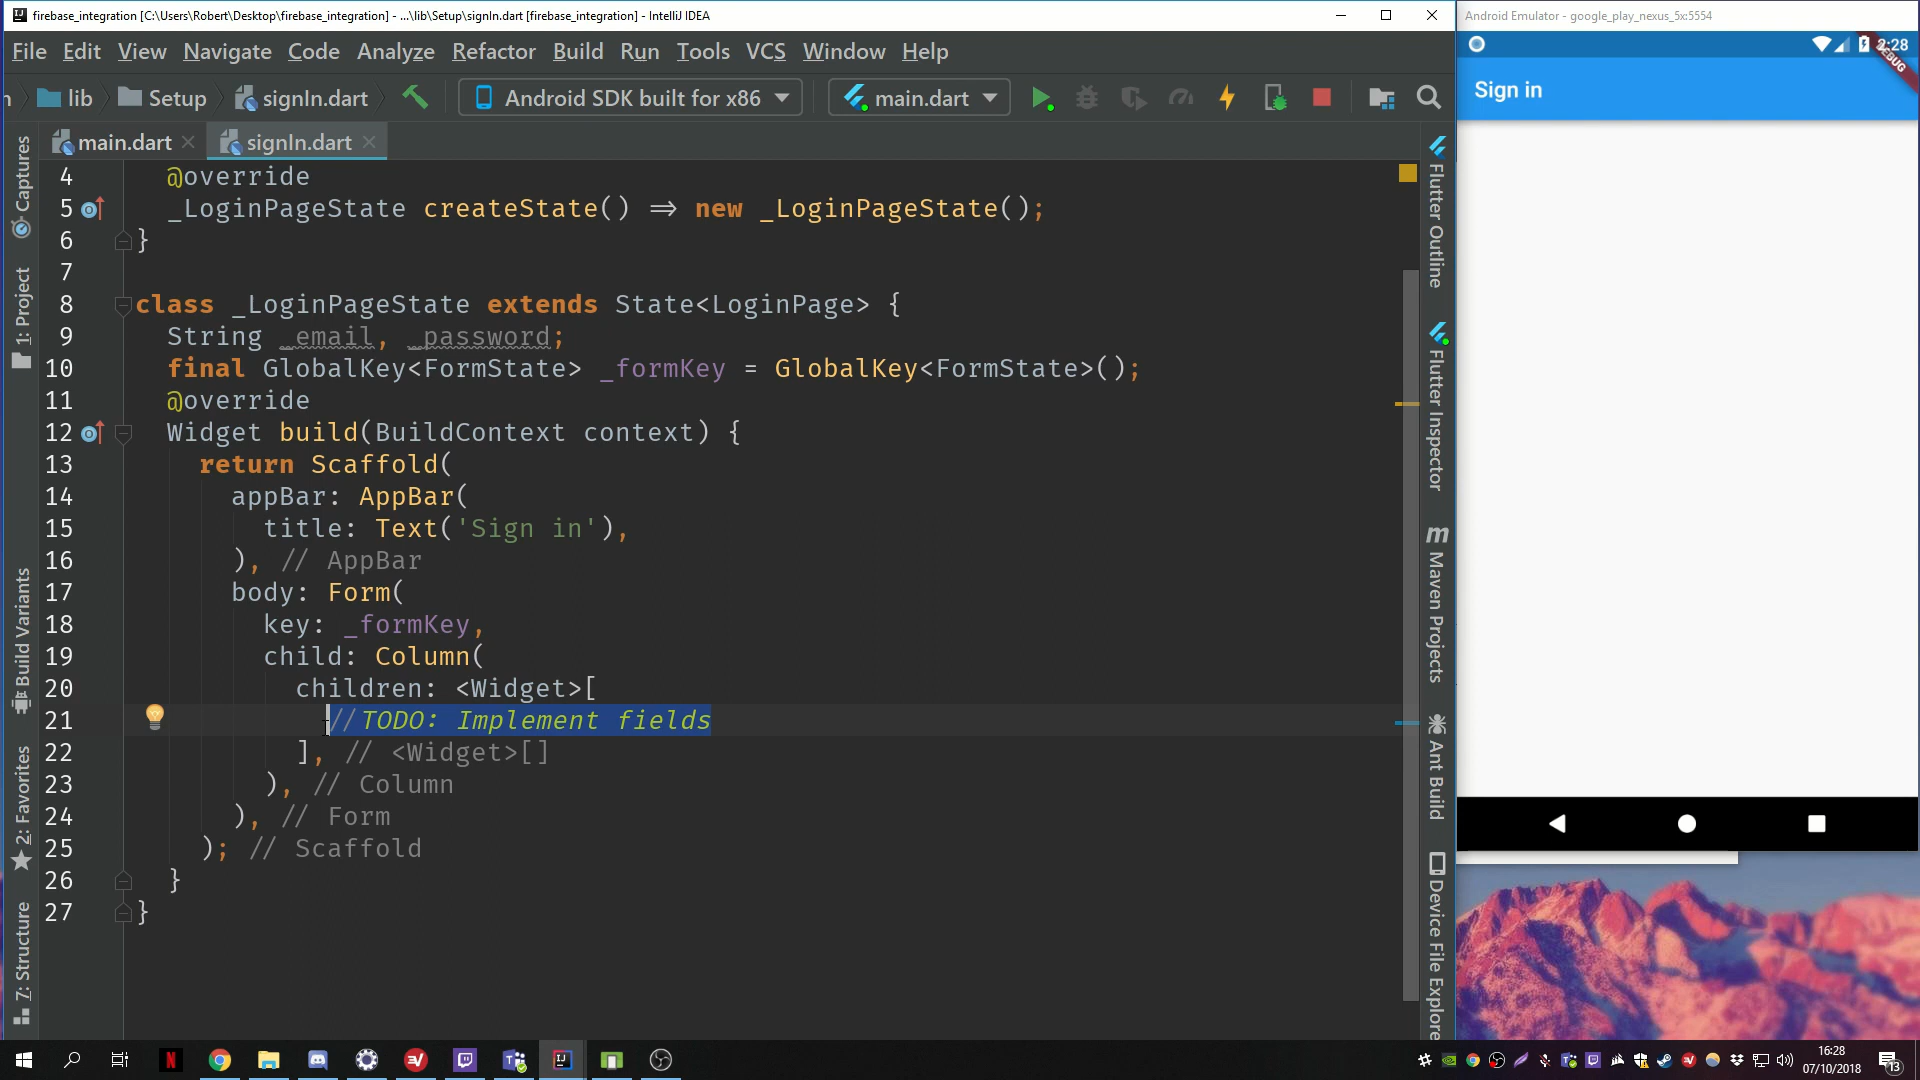 firebase_integration [C:\Users\Robert\Desktop\firebase_integration] - ...\lib\Setup\signIn.dart [firebase_integration] - IntelliJ IDEA
File Edit View Navigate Code Analyze Refactor Build Run Tools VCS Window Help
lib Setup signIn.dart Android SDK built for x86 main.dart
main.dart signIn.dart
4 @override
5 _LoginPageState createState() => new _LoginPageState();
6 }
7
8 class _LoginPageState extends State<LoginPage> {
9 String _email, _password;
10 final GlobalKey<FormState> _formKey = GlobalKey<FormState>();
11 @override
12 Widget build(BuildContext context) {
13 return Scaffold(
14 appBar: AppBar(
15 title: Text('Sign in'),
16 ), // AppBar
17 body: Form(
18 key: _formKey,
19 child: Column(
20 children: <Widget>[
21 //TODO: Implement fields
22 ], // <Widget>[]
23 ), // Column
24 ), // Form
25 ); // Scaffold
26 }
27 }
Captures
1: Project
Build Variants
2: Favorites
7: Structure
Flutter Outline
Flutter Inspector
Maven Projects
Ant Build
Device File Explore
Android Emulator - google_play_nexus_5x:5554
2:28
DEBUG
Sign in
16:28
07/10/2018
13